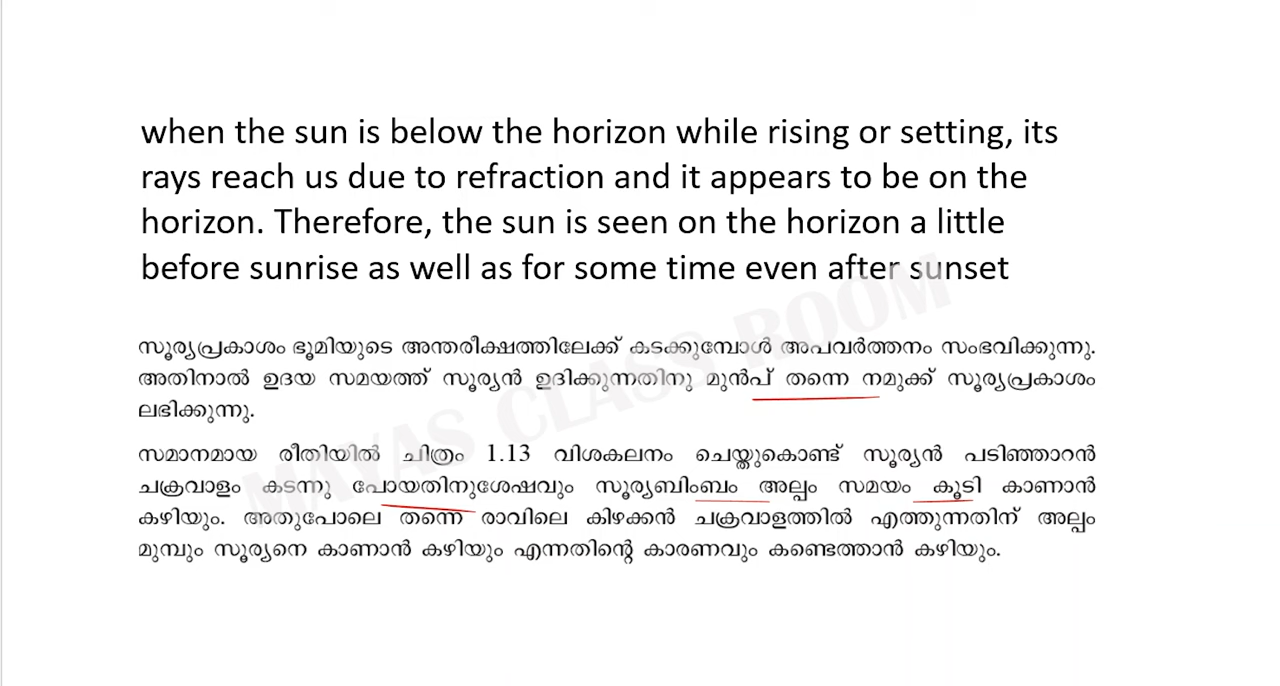 when the sun is below the horizon while rising or setting, its
rays reach us due to refraction and it appears to be on the
horizon. Therefore, the sun is seen on the horizon a little
before sunrise as well as for some time even after sunset
സൂര്യപ്രകാശം ഭൂമിയുടെ അന്തരീക്ഷത്തിലേക്ക് കടക്കുമ്പോൾ അപവർത്തനം സംഭവിക്കുന്നു.
അതിനാൽ ഉദയ സമയത്ത് സൂര്യൻ ഉദിക്കുന്നതിനു മുൻപ് തന്നെ നമുക്ക് സൂര്യപ്രകാശം
ലഭിക്കുന്നു.
സമാനമായ രീതിയിൽ ചിത്രം 1.13 വിശകലനം ചെയ്തുകൊണ്ട് സൂര്യൻ പടിഞ്ഞാറൻ
ചക്രവാളം കടന്നു പോയതിനുശേഷവും സൂര്യബിംബം അല്പം സമയം കൂടി കാണാൻ
കഴിയും. അതുപോലെ തന്നെ രാവിലെ കിഴക്കൻ ചക്രവാളത്തിൽ എത്തുന്നതിന് അല്പം
മുമ്പും സൂര്യനെ കാണാൻ കഴിയും എന്നതിന്റെ കാരണവും കണ്ടെത്താൻ കഴിയും.
MAYAS CLASS ROOM